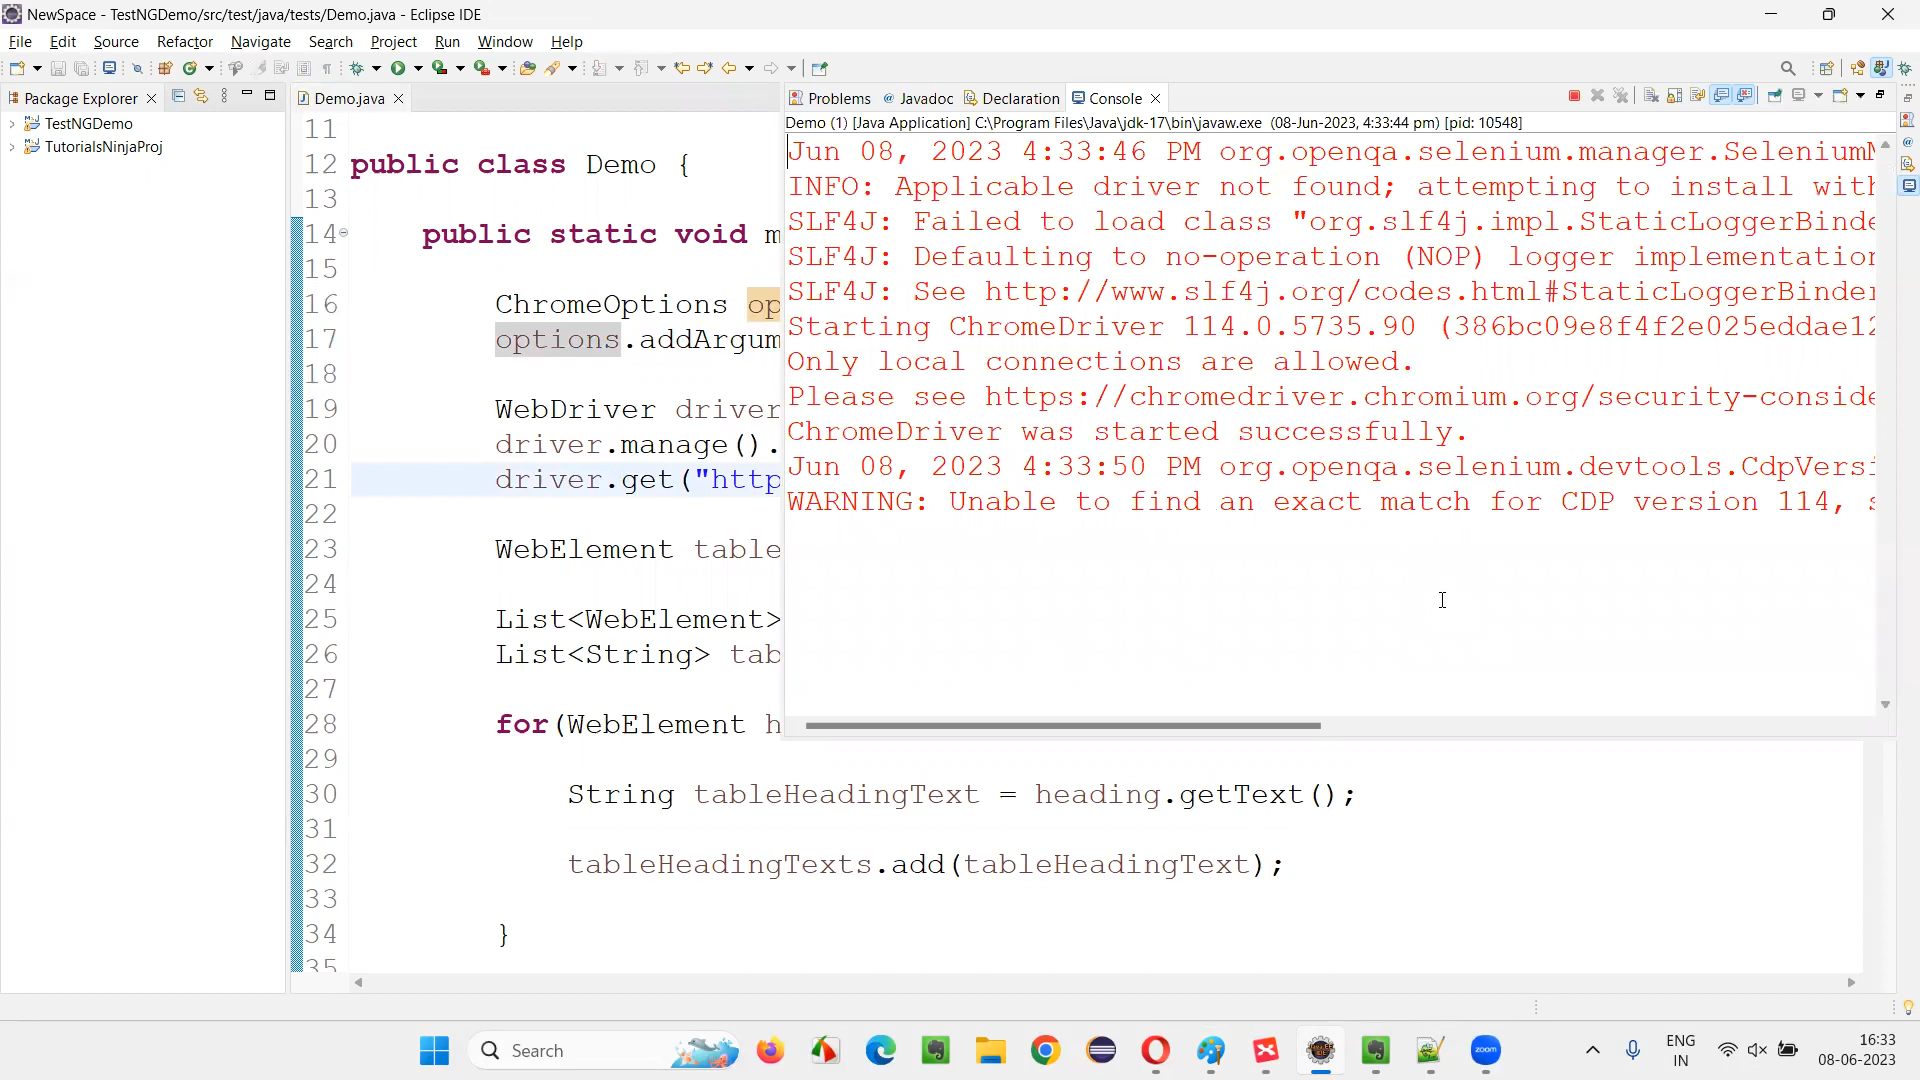 NewSpace - TestNGDemo/src/test/java/tests/Demo.java - Eclipse IDE
File Edit Source Refactor Navigate Search Project Run Window Help
Package Explorer
Demo.java
Problems Javadoc Declaration Console
TestNGDemo
TutorialsNinjaProj
Demo (1) [Java Application] C:\Program Files\Java\jdk-17\bin\javaw.exe (08-Jun-2023, 4:33:44 pm) [pid: 10548]
Jun 08, 2023 4:33:46 PM org.openqa.selenium.manager.Selenium
INFO: Applicable driver not found; attempting to install with
SLF4J: Failed to load class "org.slf4j.impl.StaticLoggerBinde
SLF4J: Defaulting to no-operation (NOP) logger implementation
SLF4J: See http://www.slf4j.org/codes.html#StaticLoggerBinder
Starting ChromeDriver 114.0.5735.90 (386bc09e8f4f2e025eddae12
Only local connections are allowed.
Please see https://chromedriver.chromium.org/security-conside
ChromeDriver was started successfully.
Jun 08, 2023 4:33:50 PM org.openqa.selenium.devtools.CdpVersi
WARNING: Unable to find an exact match for CDP version 114, s
11
12 public class Demo {
13
14 public static void m
15
16 ChromeOptions op
17 options.addArgum
18
19 WebDriver driver
20 driver.manage().
21 driver.get("http
22
23 WebElement table
24
25 List<WebElement>
26 List<String> tab
27
28 for(WebElement h
29
30 String tableHeadingText = heading.getText();
31
32 tableHeadingTexts.add(tableHeadingText);
33
34 }
35
Search
zoom
ENG
IN
16:33
08-06-2023